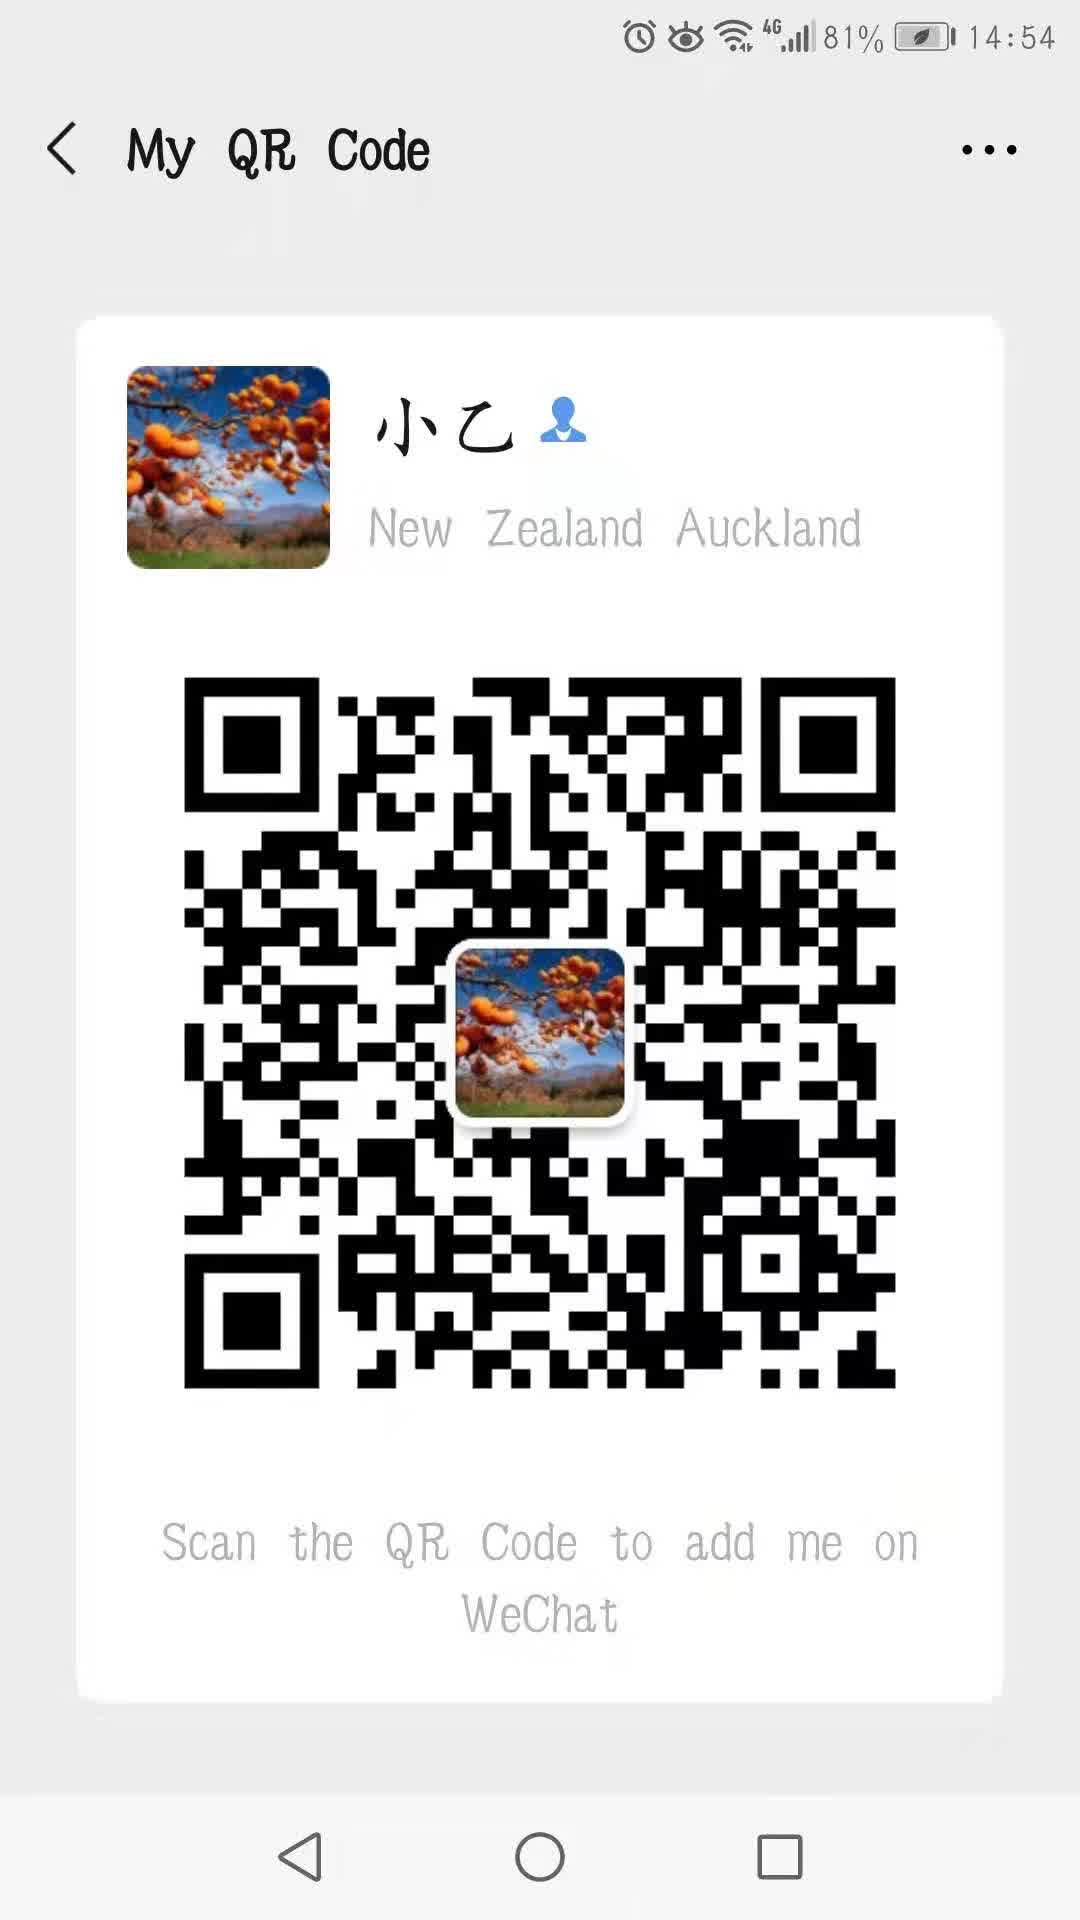 4G 81% 14:54
My QR Code
小乙
New Zealand Auckland
Scan the QR Code to add me on
WeChat